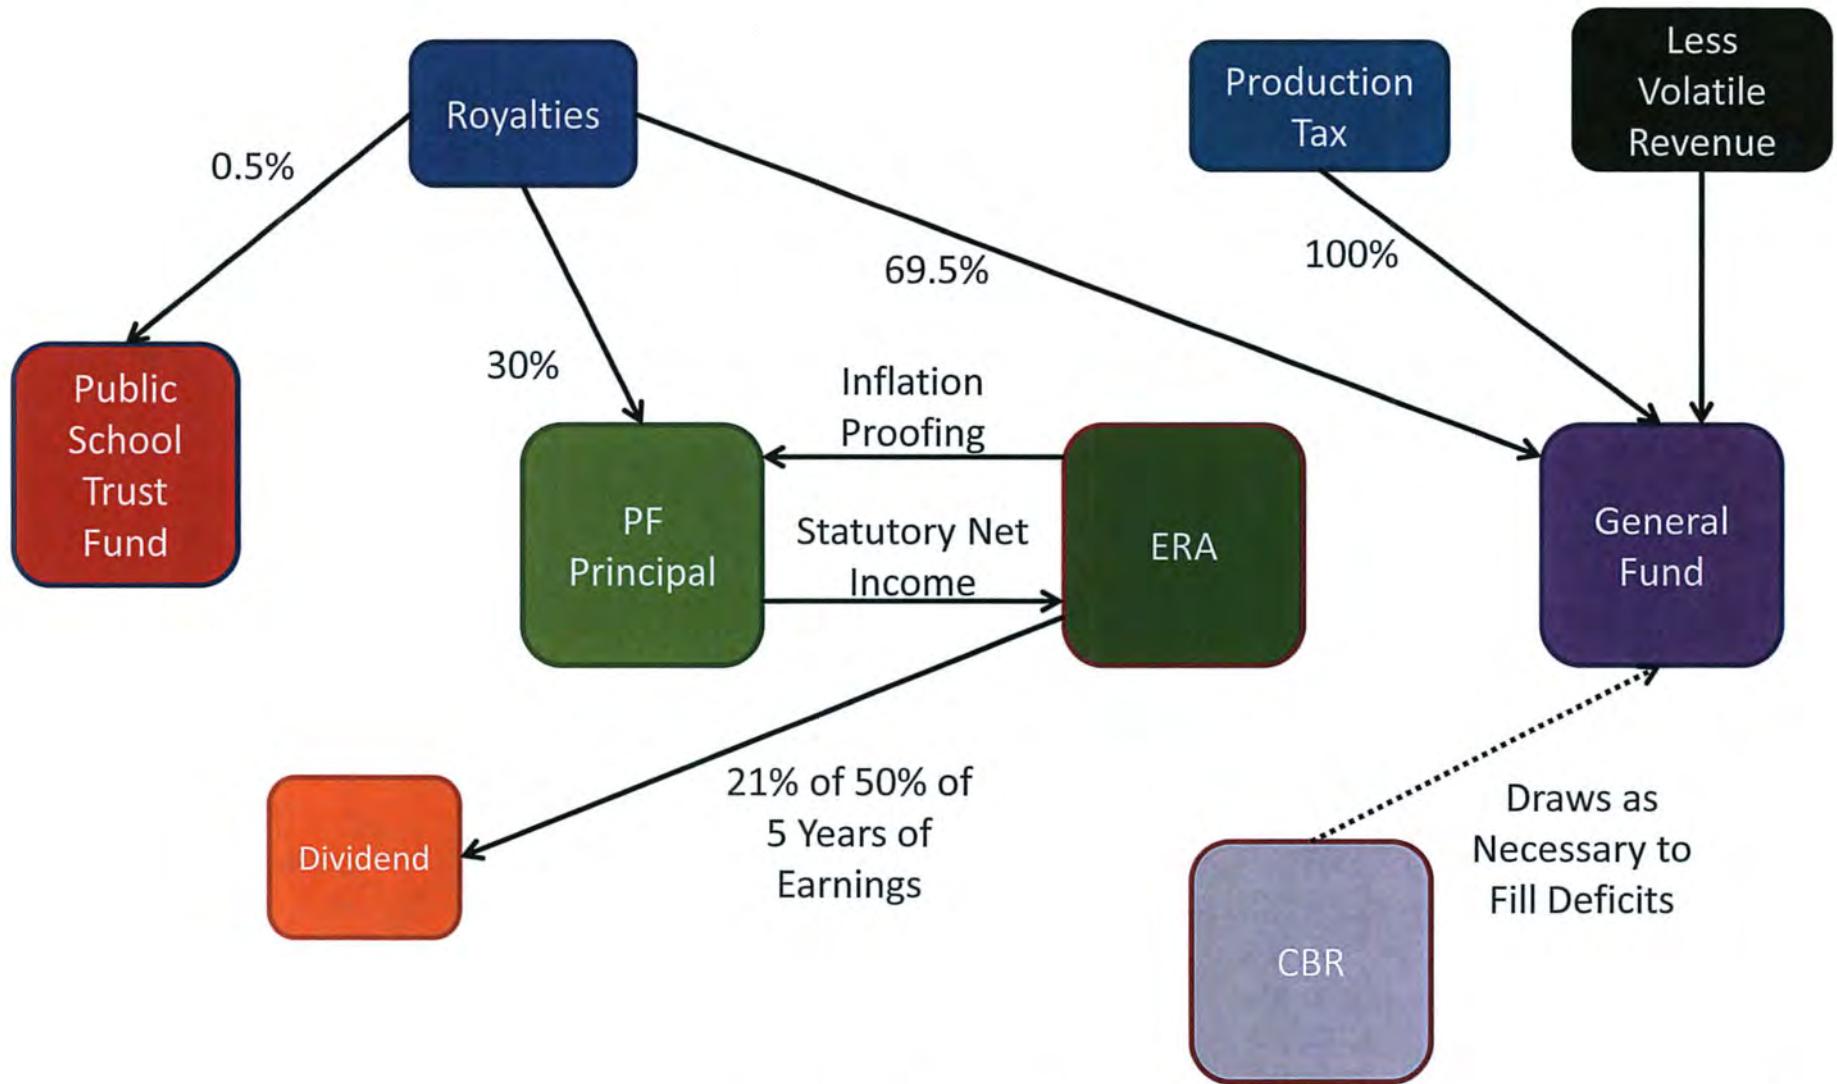 Royalties
Production
Tax
Less
Volatile
Revenue
0.5%
69.5%
100%
30%
Public
School
Trust
Fund
Inflation
Proofing
PF
Principal
Statutory Net
Income
ERA
General
Fund
21% of 50% of
5 Years of
Earnings
Dividend
Draws as
Necessary to
Fill Deficits
CBR